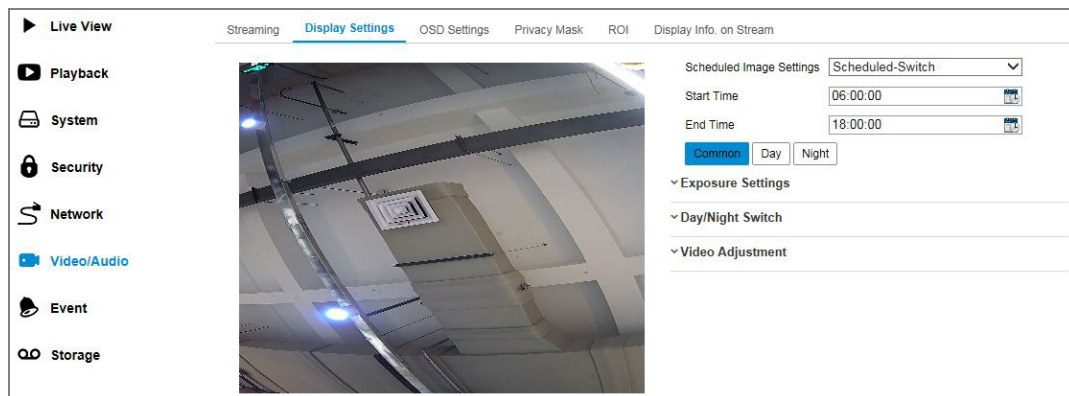 Live View
Playback
System
Security
Network
Video/Audio
Event
Storage
Streaming Display Settings OSD Settings Privacy Mask ROI Display Info. on Stream
Scheduled Image Settings Scheduled-Switch
Start Time 06:00:00
End Time 18:00:00
Common Day Night
Exposure Settings
Day/Night Switch
Video Adjustment